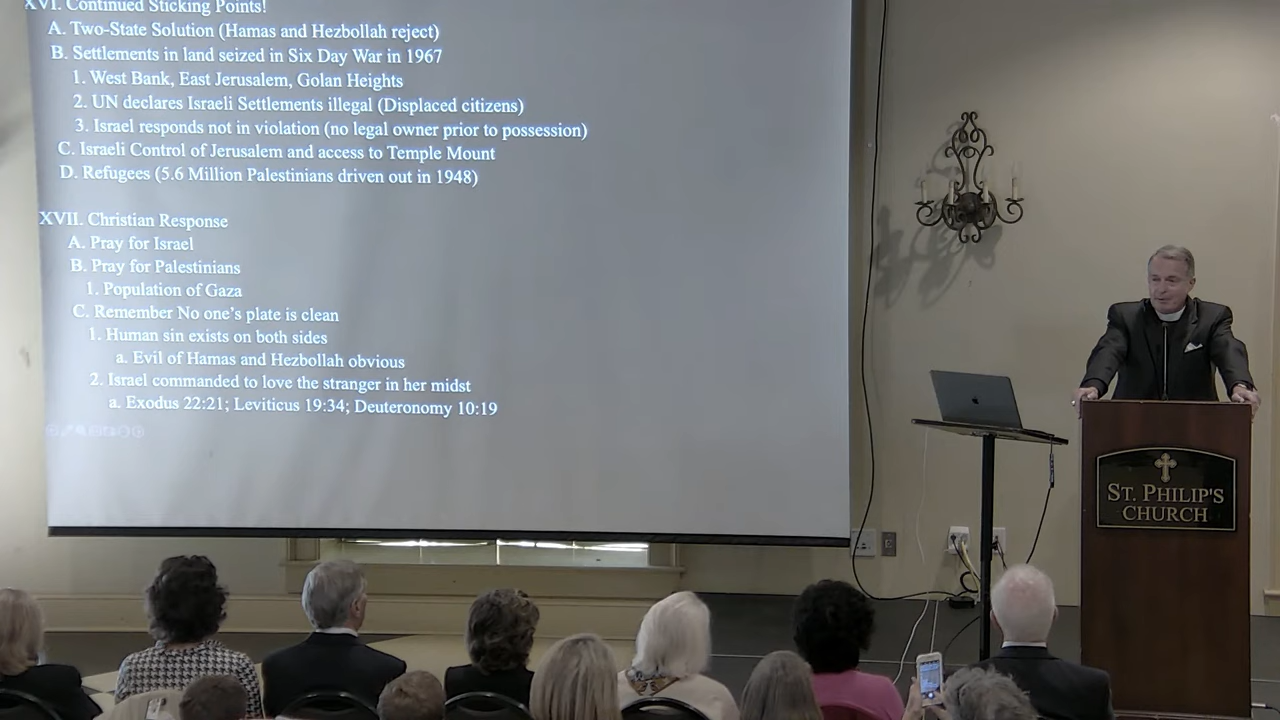 XVI. Continued Sticking Points!
A. Two-State Solution (Hamas and Hezbollah reject)
B. Settlements in land seized in Six Day War in 1967
1. West Bank, East Jerusalem, Golan Heights
2. UN declares Israeli Settlements illegal (Displaced citizens)
3. Israel responds not in violation (no legal owner prior to possession)
C. Israeli Control of Jerusalem and access to Temple Mount
D. Refugees (5.6 Million Palestinians driven out in 1948)
XVII. Christian Response
A. Pray for Israel
B. Pray for Palestinians
1. Population of Gaza
C. Remember No one's plate is clean
1. Human sin exists on both sides
a. Evil of Hamas and Hezbollah obvious
2. Israel commanded to love the stranger in her midst
a. Exodus 22:21; Leviticus 19:34; Deuteronomy 10:19
ST. PHILIP'S
CHURCH